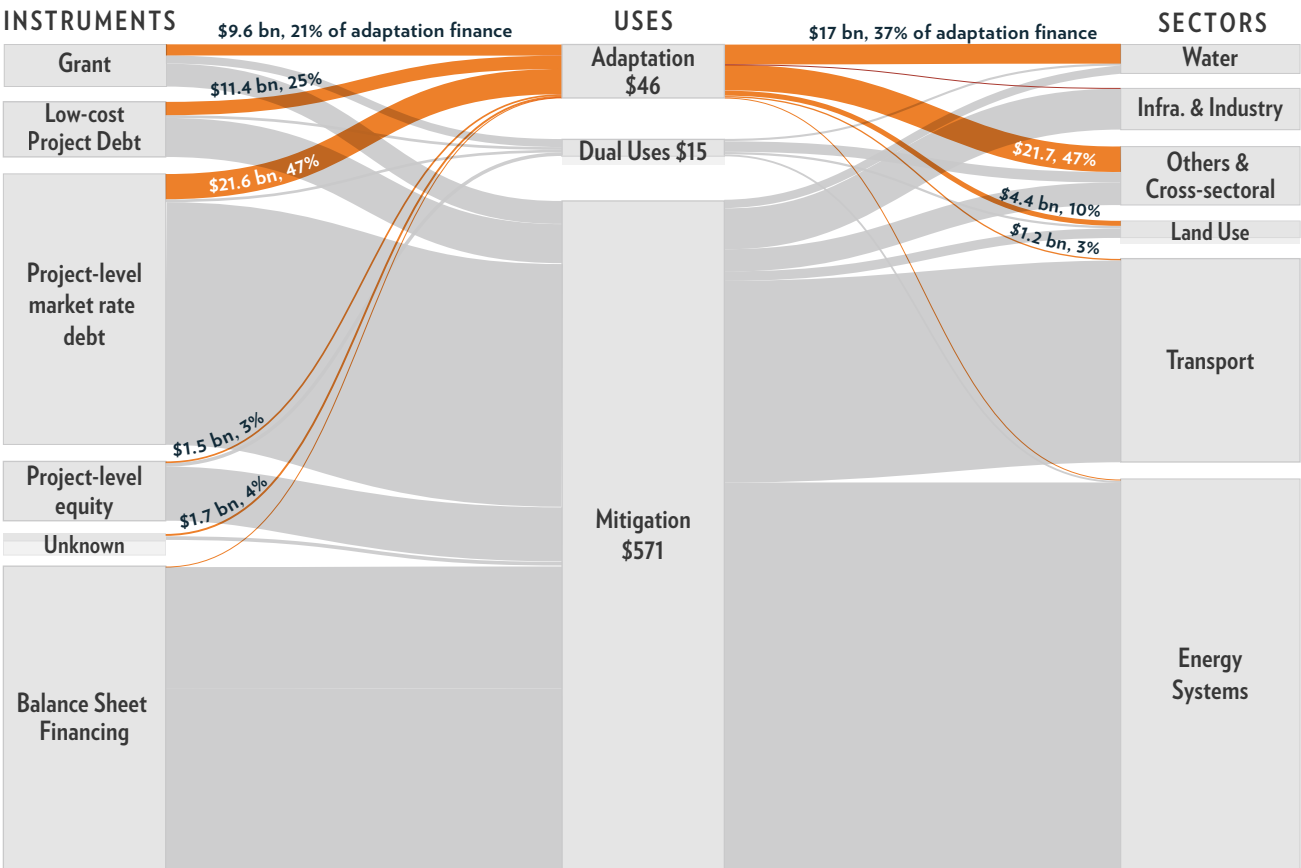 INSTRUMENTS
USES
SECTORS
$9.6 bn, 21% of adaptation finance
$17 bn, 37% of adaptation finance
Grant
Adaptation
$46
Water
$11.4 bn, 25%
Low-cost
Project Debt
Infra. & Industry
Dual Uses $15
$21.6 bn, 47%
$21.7, 47%
Others &
Cross-sectoral
$4.4 bn, 10%
Land Use
$1.2 bn, 3%
Project-level
market rate
debt
Transport
$1.5 bn, 3%
Project-level
equity
$1.7 bn, 4%
Unknown
Mitigation
$571
Balance Sheet
Financing
Energy
Systems